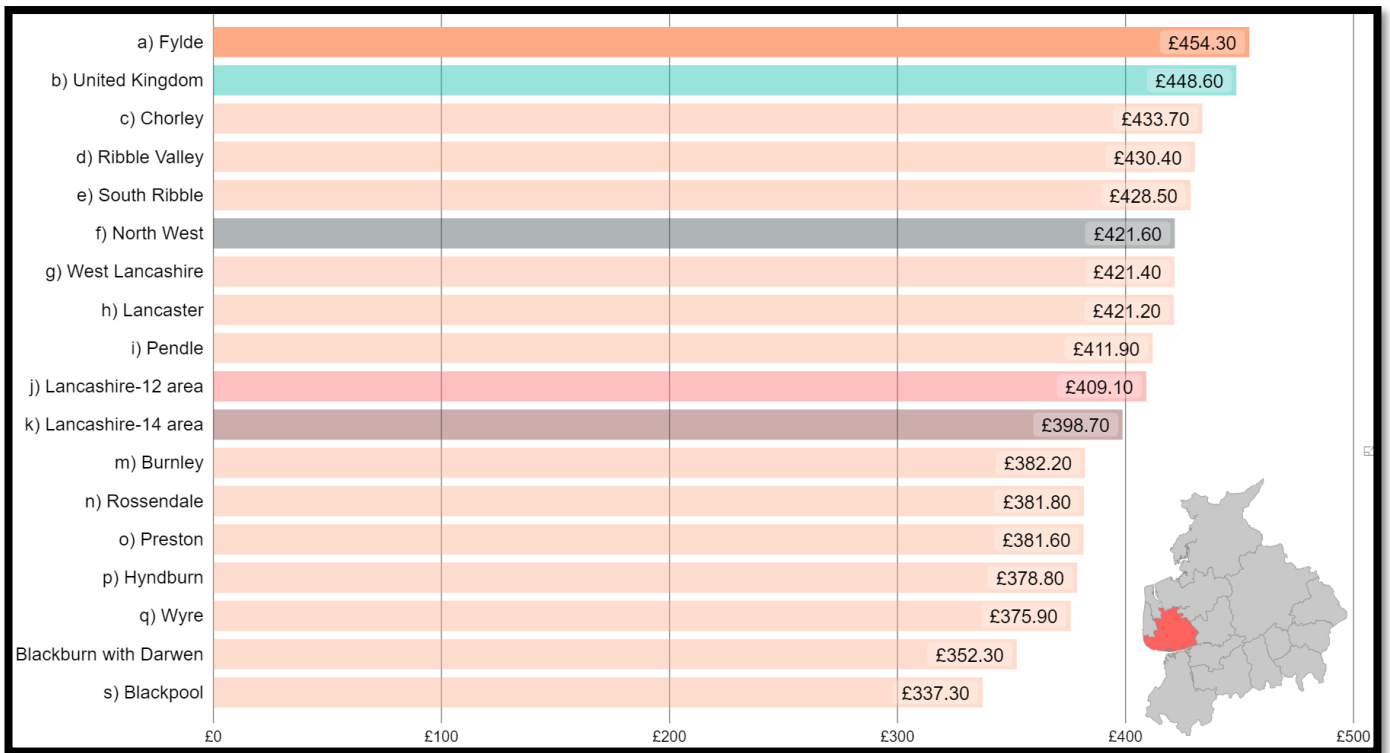 a) Fylde £454.30
b) United Kingdom £448.60
c) Chorley £433.70
d) Ribble Valley £430.40
e) South Ribble £428.50
f) North West £421.60
g) West Lancashire £421.40
h) Lancaster £421.20
i) Pendle £411.90
j) Lancashire-12 area £409.10
k) Lancashire-14 area £398.70
m) Burnley £382.20
n) Rossendale £381.80
o) Preston £381.60
p) Hyndburn £378.80
q) Wyre £375.90
Blackburn with Darwen £352.30
s) Blackpool £337.30
£0 £100 £200 £300 £400 £500